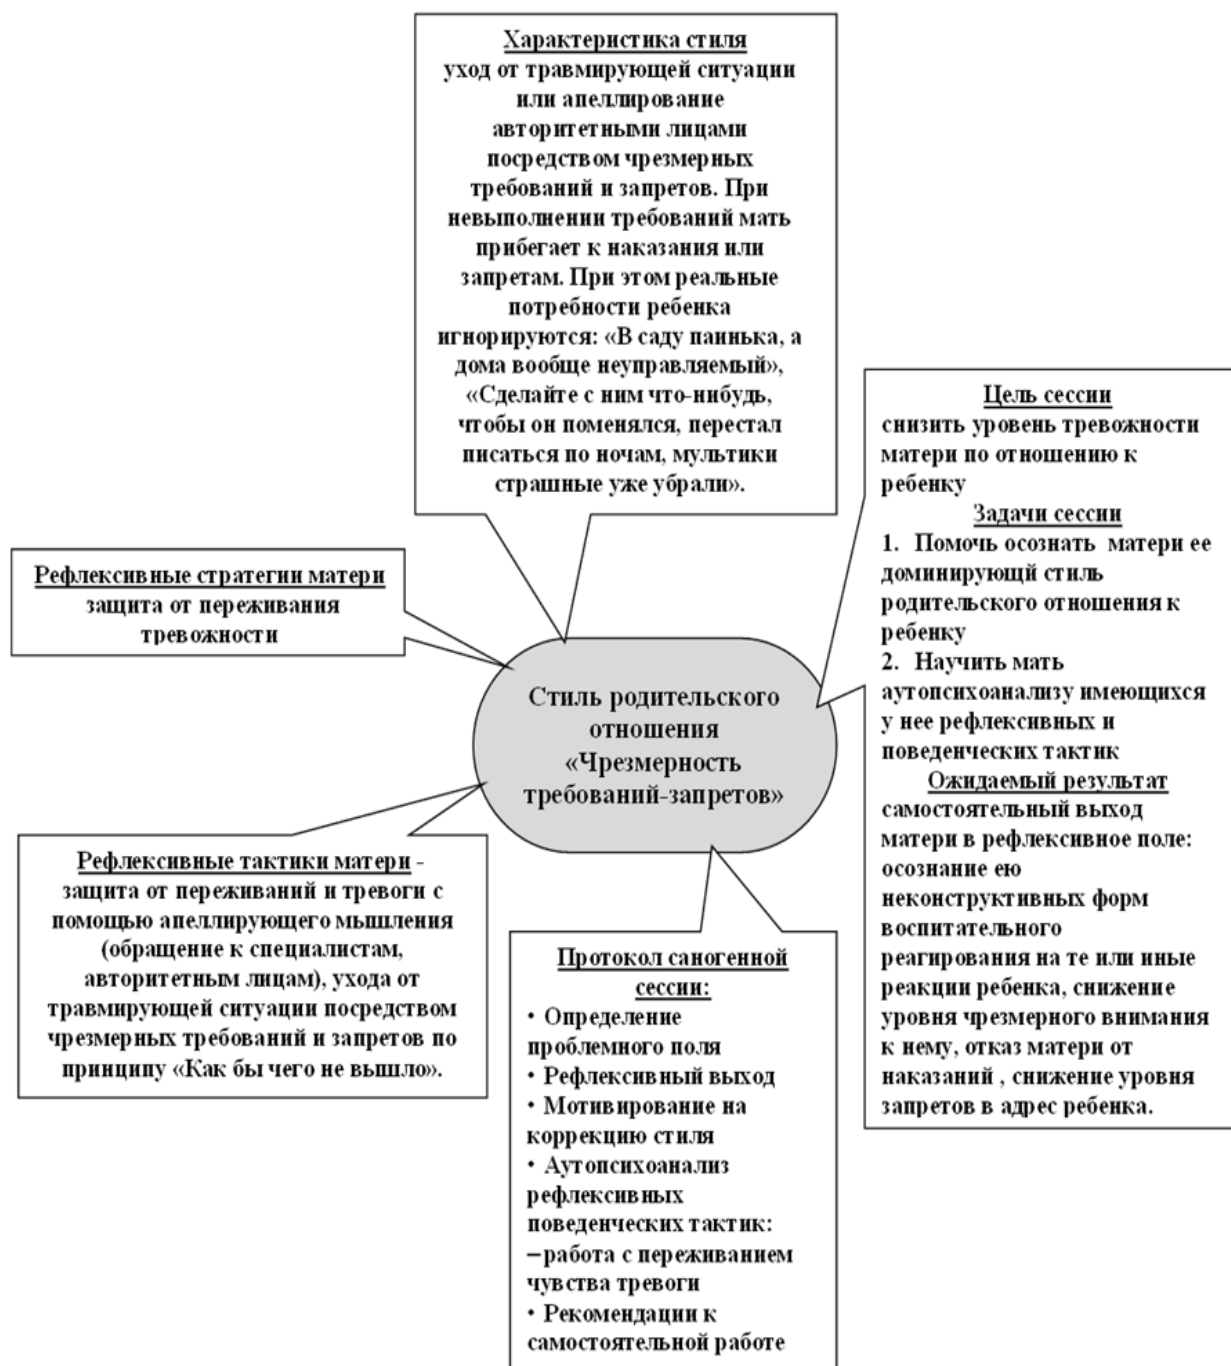 Характеристика стиля
уход от травмирующей ситуации
или апеллирование
авторитетными лицами
посредством чрезмерных
требований и запретов. При
невыполнении требований мать
прибегает к наказания или
запретам. При этом реальные
потребности ребенка
игнорируются: «В саду паинька, а
дома вообще неуправляемый»,
«Сделайте с ним что-нибудь,
чтобы он поменялся, перестал
писаться по ночам, мультики
страшные уже убрали».
Рефлексивные стратегии матери
защита от переживания
тревожности
Цель сессии
снизить уровень тревожности
матери по отношению к
ребенку
Задачи сессии
1. Помочь осознать матери ее
доминирующй стиль
родительского отношения к
ребенку
2. Научить мать
аутопсихоанализу имеющихся
у нее рефлексивных и
поведенческих тактик
Ожидаемый результат
самостоятельный выход
матери в рефлексивное поле:
осознание ею
неконструктивных форм
воспитательного
реагирования на те или иные
реакции ребенка, снижение
уровня чрезмерного внимания
к нему, отказ матери от
наказаний , снижение уровня
запретов в адрес ребенка.
Стиль родительского
отношения
«Чрезмерность
требований-запретов»
Рефлексивные тактики матери -
защита от переживаний и тревоги с
помощью апеллирующего мышления
(обращение к специалистам,
авторитетным лицам), ухода от
травмирующей ситуации посредством
чрезмерных требований и запретов по
принципу «Как бы чего не вышло».
Протокол саногенной
сессии:
• Определение
проблемного поля
• Рефлексивный выход
• Мотивирование на
коррекцию стиля
• Аутопсихоанализ
рефлексивных
поведенческих тактик:
–работа с переживанием
чувства тревоги
• Рекомендации к
самостоятельной работе